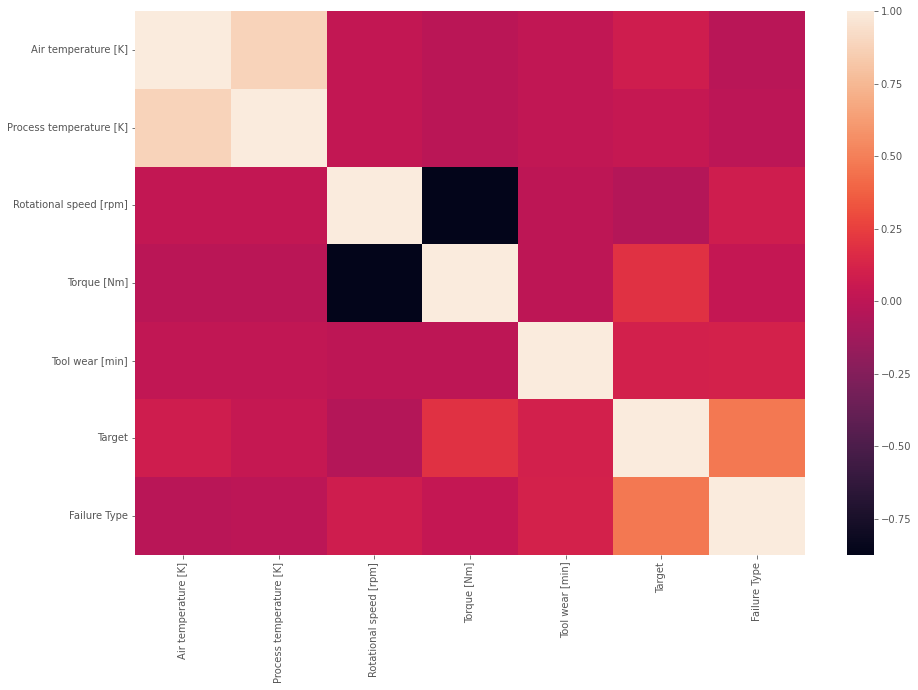 Air temperature [K]
Process temperature [K]
Rotational speed [rpm]
Torque [Nm]
Tool wear [min]
Target
Failure Type
Air temperature [K]
Process temperature [K]
Rotational speed [rpm]
Torque [Nm]
Tool wear [min]
Target
Failure Type
1.00
0.75
0.50
0.25
0.00
−0.25
−0.50
−0.75